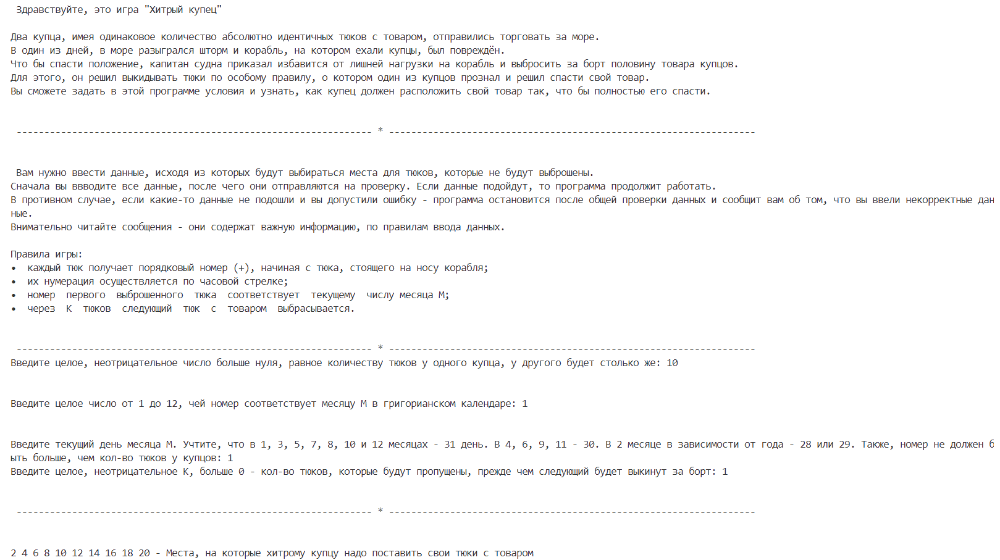 Здравствуйте, это игра "Хитрый купец"
Два купца, имея одинаковое количество абсолютно идентичных тюков с товаром, отправились торговать за море.
В один из дней, в море разыгрался шторм и корабль, на котором ехали купцы, был повреждён.
Что бы спасти положение, капитан судна приказал избавится от лишней нагрузки на корабль и выбросить за борт половину товара купцов.
Для этого, он решил выкидывать тюки по особому правилу, о котором один из купцов прознал и решил спасти свой товар.
Вы сможете задать в этой программе условия и узнать, как купец должен расположить свой товар так, что бы полностью его спасти.
---------------------------------------------------------------- * ------------------------------------------------------------------
Вам нужно ввести данные, исходя из которых будут выбираться места для тюков, которые не будут выброшены.
Сначала вы ввводите все данные, после чего они отправляются на проверку. Если данные подойдут, то программа продолжит работать.
В противном случае, если какие-то данные не подошли и вы допустили ошибку - программа остановится после общей проверки данных и сообщит вам об том, что вы ввели некорректные дан
ные.
Внимательно читайте сообщения - они содержат важную информацию, по правилам ввода данных.
Правила игры:
• каждый тюк получает порядковый номер (+), начиная с тюка, стоящего на носу корабля;
• их нумерация осуществляется по часовой стрелке;
• номер первого выброшенного тюка соответствует текущему числу месяца М;
• через К тюков следующий тюк с товаром выбрасывается.
---------------------------------------------------------------- * ------------------------------------------------------------------
Введите целое, неотрицательное число больше нуля, равное количеству тюков у одного купца, у другого будет столько же: 10
Введите целое число от 1 до 12, чей номер соответствует месяцу М в григорианском календаре: 1
Введите текущий день месяца М. Учтите, что в 1, 3, 5, 7, 8, 10 и 12 месяцах - 31 день. В 4, 6, 9, 11 - 30. В 2 месяце в зависимости от года - 28 или 29. Также, номер не должен б
ыть больше, чем кол-во тюков у купцов: 1
Введите целое, неотрицательное К, больше 0 - кол-во тюков, которые будут пропущены, прежде чем следующий будет выкинут за борт: 1
---------------------------------------------------------------- * ------------------------------------------------------------------
2 4 6 8 10 12 14 16 18 20 - Места, на которые хитрому купцу надо поставить свои тюки с товаром